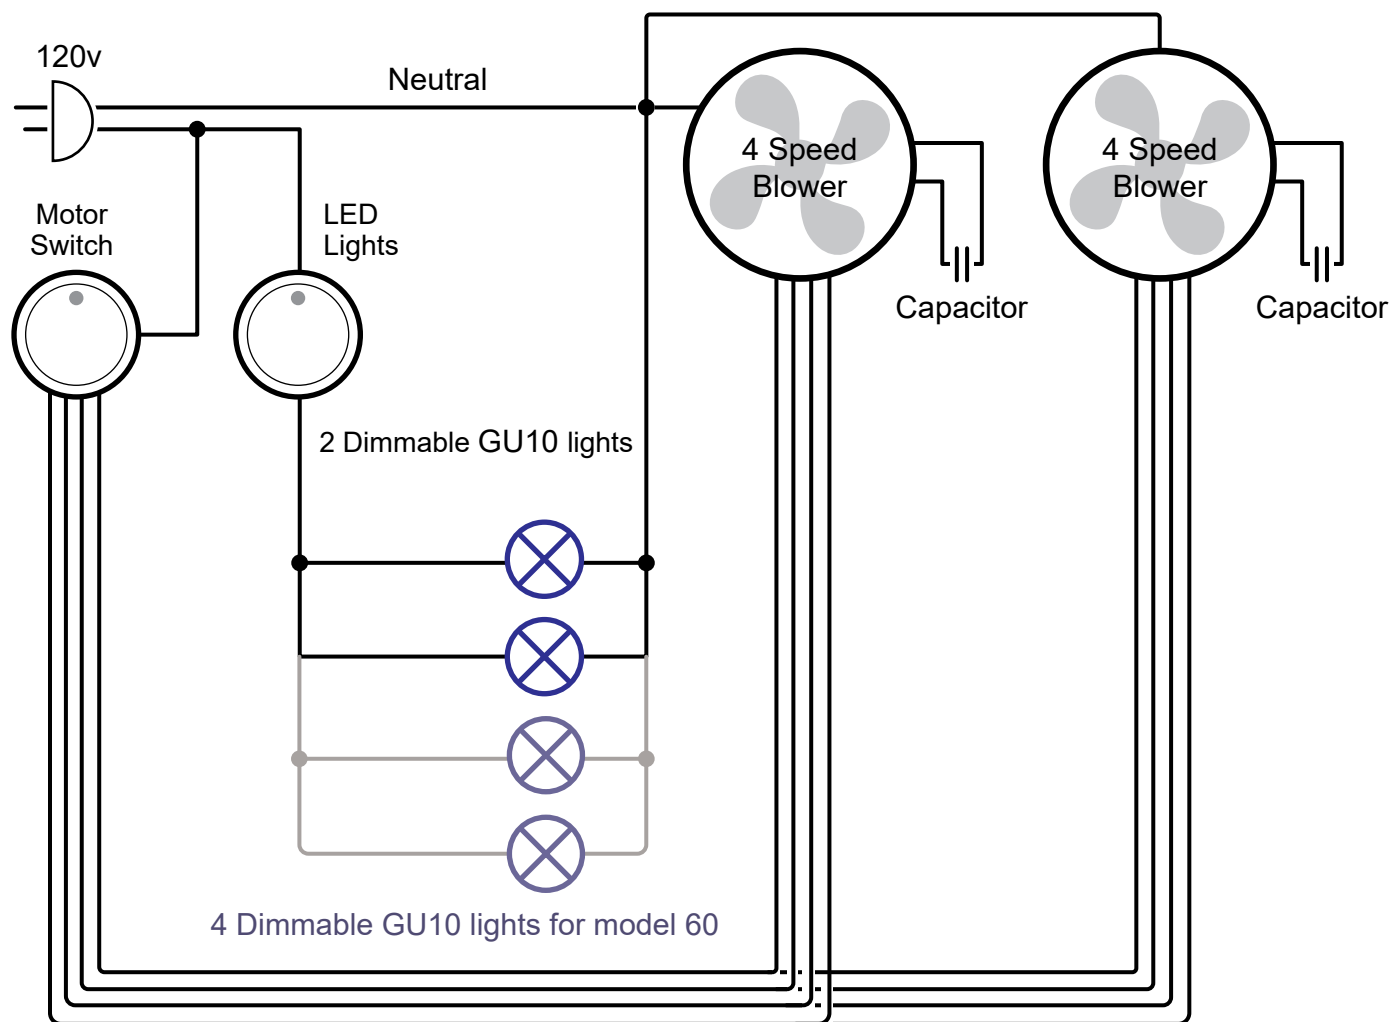 120v
Neutral
Motor
Switch
LED
Lights
4 Speed
Blower
4 Speed
Blower
Capacitor
Capacitor
2 Dimmable GU10 lights
4 Dimmable GU10 lights for model 60